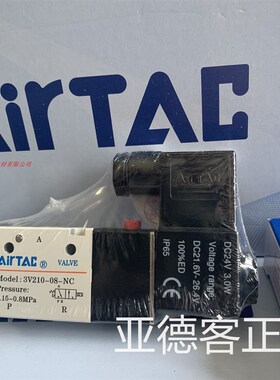 AirTAC
®
A
AirTAC ® VALVE
Model: 3V210-08-NC
Pressure:
.15-0.8MPa
P R
AirTAC
DC24V 3.0W
Voltage range:
DC21.6V-26.4V
100%ED
IP65
亚德客正